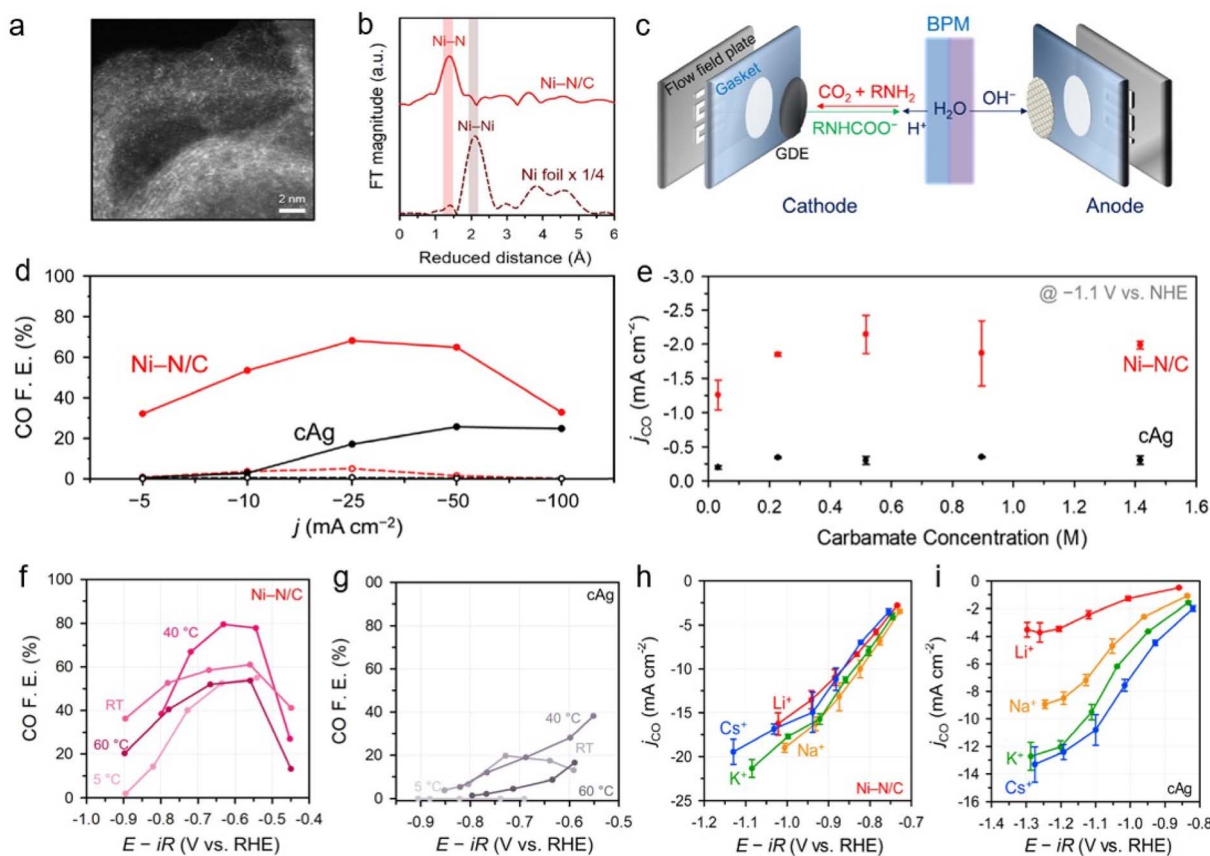 a
2 nm
b
FT magnitude (a.u.)
Ni–N
Ni–N/C
Ni–Ni
Ni foil x 1/4
0 1 2 3 4 5 6
Reduced distance (Å)
c
Flow field plate
Gasket
BPM
CO₂ + RNH₂
RNHCOO⁻
H⁺
H₂O
OH⁻
GDE
Cathode
Anode
d
CO F. E. (%)
100
80
60
40
20
0
Ni–N/C
cAg
−5 −10 −25 −50 −100
j (mA cm⁻²)
e
jCO (mA cm⁻²)
-3.0
-2.5
-2.0
-1.5
-1.0
-0.5
0.0
@ −1.1 V vs. NHE
Ni–N/C
cAg
0.0 0.2 0.4 0.6 0.8 1.0 1.2 1.4 1.6
Carbamate Concentration (M)
f
CO F. E. (%)
100
80
60
40
20
0
Ni–N/C
40 °C
RT
60 °C
5 °C
-1.0 -0.9 -0.8 -0.7 -0.6 -0.5 -0.4
E − iR (V vs. RHE)
g
CO F. E. (%)
00
80
60
40
20
0
cAg
40 °C
RT
5 °C
60 °C
-0.9 -0.8 -0.7 -0.6 -0.5
E − iR (V vs. RHE)
h
jCO (mA cm⁻²)
0
-5
-10
-15
-20
-25
Li⁺
Cs⁺
Na⁺
K⁺
Ni–N/C
-1.2 -1.1 -1.0 -0.9 -0.8 -0.7
E − iR (V vs. RHE)
i
jCO (mA cm⁻²)
0
-2
-4
-6
-8
-10
-12
-14
-16
Li⁺
Na⁺
K⁺
Cs⁺
cAg
-1.4 -1.3 -1.2 -1.1 -1.0 -0.9 -0.8
E − iR (V vs. RHE)